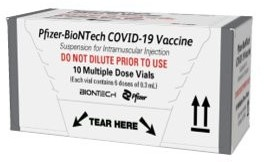 Pfizer-BioNTech COVID-19 Vaccine
Suspension for Intramuscular Injection
DO NOT DILUTE PRIOR TO USE
10 Multiple Dose Vials
(Each vial contains 6 doses of 0.3 mL)
BIONTECH Pfizer
TEAR HERE